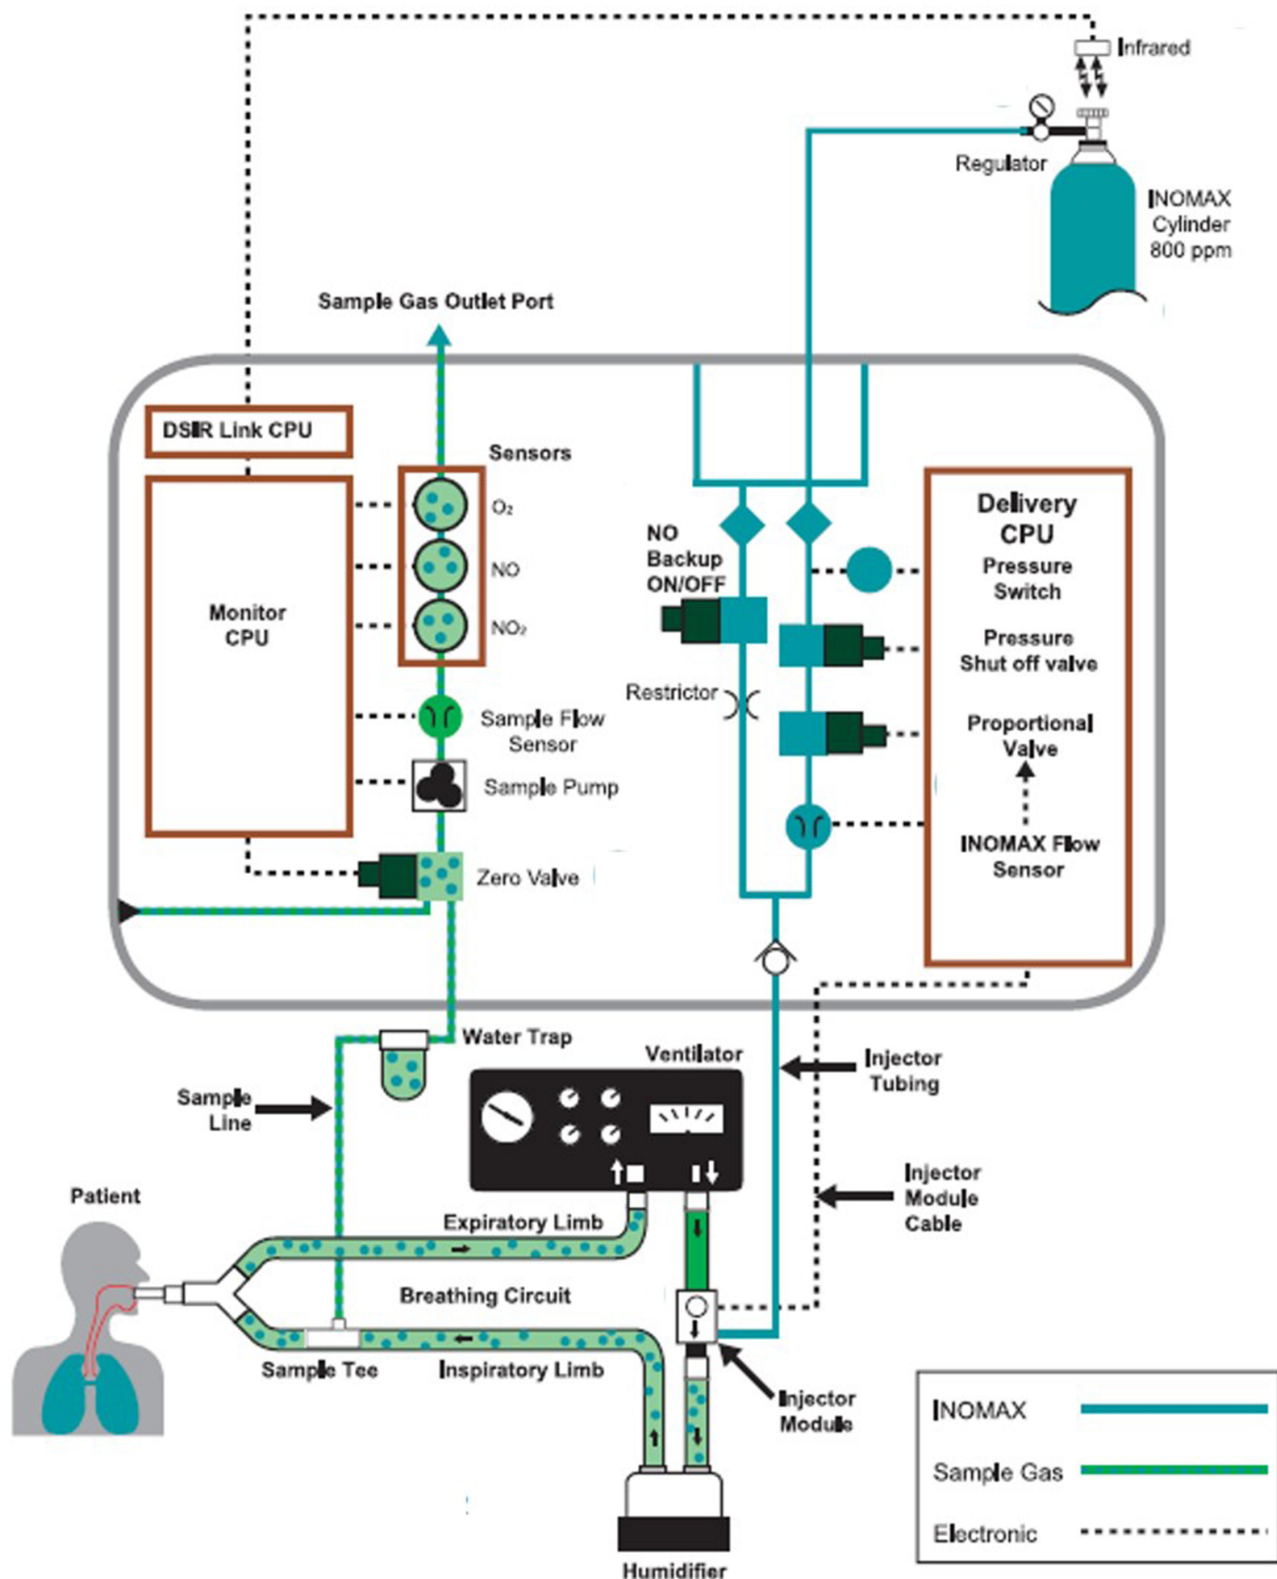 Infrared
Regulator
INOMAX
Cylinder
800 ppm
Sample Gas Outlet Port
DSIR Link CPU
Sensors
O₂
NO
NO₂
Monitor
CPU
Sample Flow
Sensor
Sample Pump
Zero Valve
NO
Backup
ON/OFF
Restrictor
Delivery
CPU
Pressure
Switch
Pressure
Shut off valve
Proportional
Valve
INOMAX Flow
Sensor
Water Trap
Ventilator
Injector
Tubing
Sample
Line
Injector
Module
Cable
Patient
Expiratory Limb
Breathing Circuit
Sample Tee
Inspiratory Limb
Injector
Module
Humidifier
INOMAX
Sample Gas
Electronic